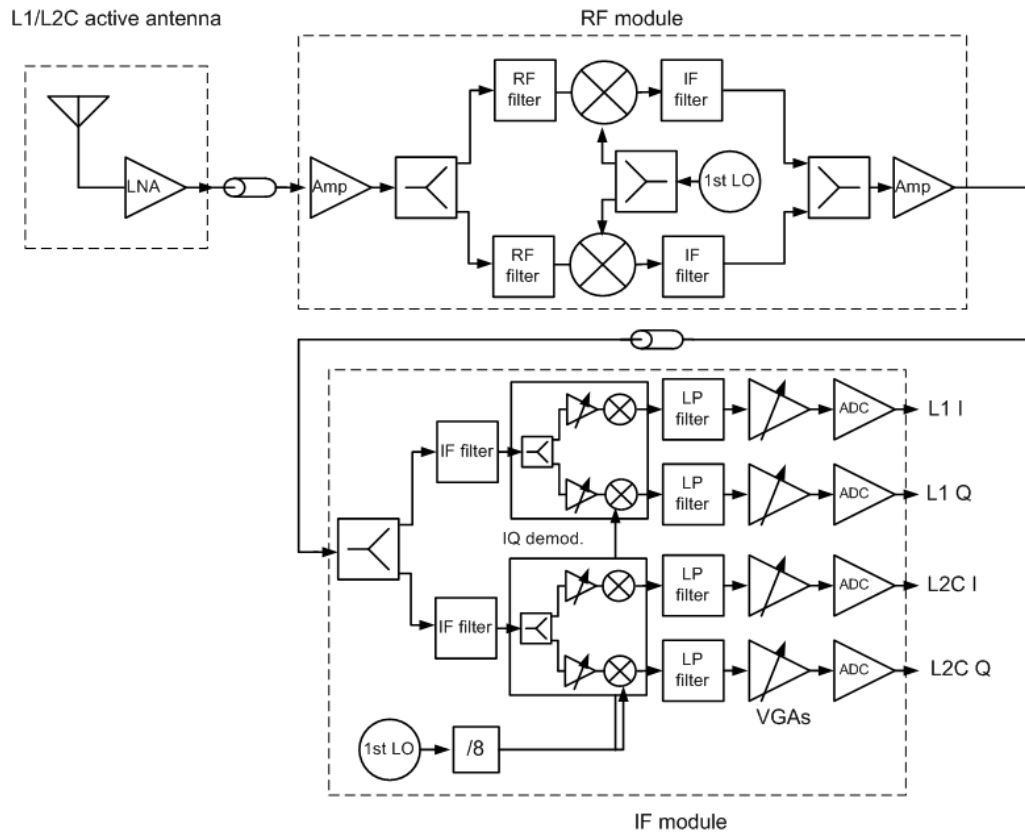 L1/L2C active antenna
RF module
LNA
Amp
RF
filter
IF
filter
1st LO
Amp
RF
filter
IF
filter
IF filter
LP
filter
ADC
L1 I
LP
filter
ADC
L1 Q
IQ demod.
IF filter
LP
filter
ADC
L2C I
LP
filter
ADC
L2C Q
VGAs
1st LO
/8
IF module